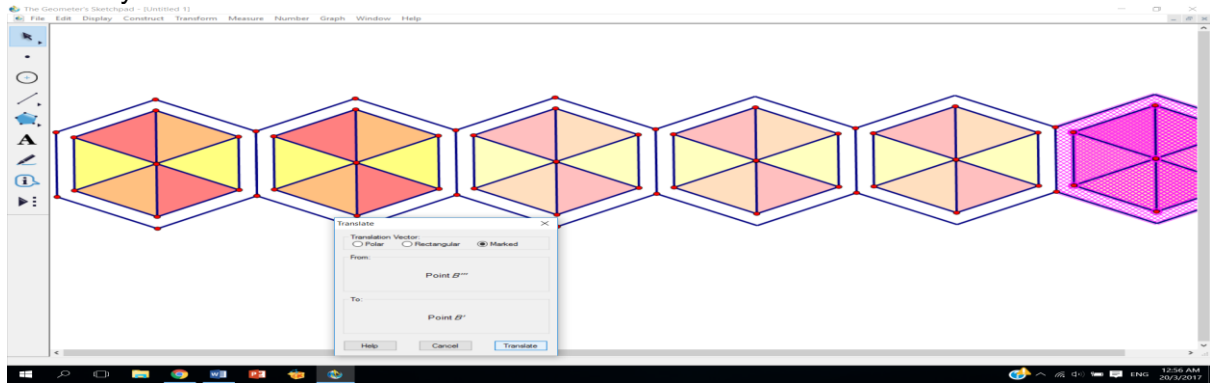 The Geometer's Sketchpad - [Untitled 1]
File Edit Display Construct Transform Measure Number Graph Window Help
A
Translate
Translation Vector:
Polar Rectangular Marked
From:
Point B''''
To:
Point B'
Help Cancel Translate
ENG
12:56 AM
20/3/2017